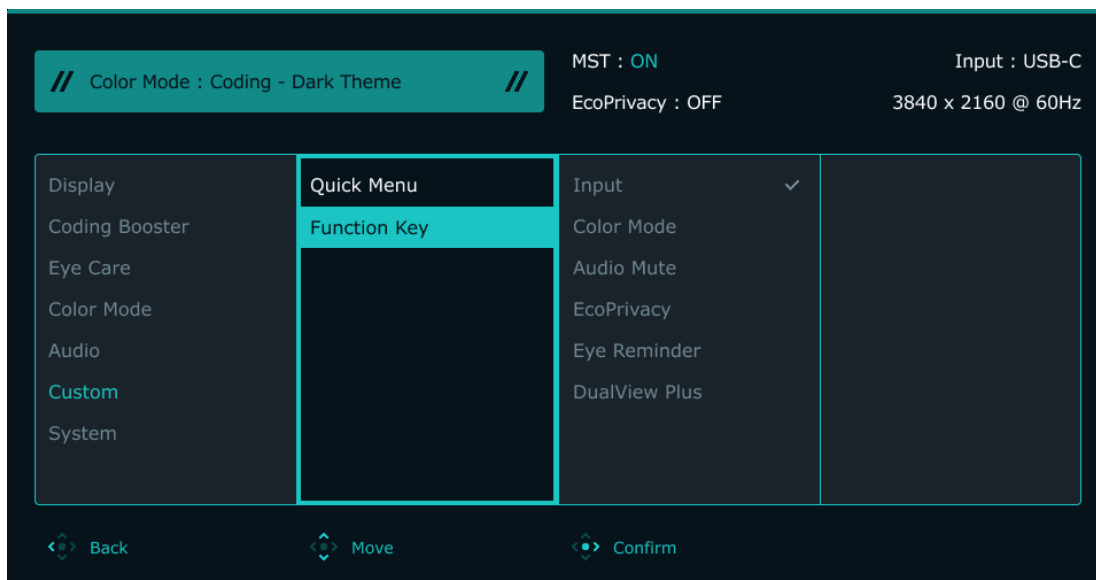 // Color Mode : Coding - Dark Theme //
MST : ON
Input : USB-C
EcoPrivacy : OFF
3840 x 2160 @ 60Hz
Display
Coding Booster
Eye Care
Color Mode
Audio
Custom
System
Quick Menu
Function Key
Input
Color Mode
Audio Mute
EcoPrivacy
Eye Reminder
DualView Plus
Back
Move
Confirm